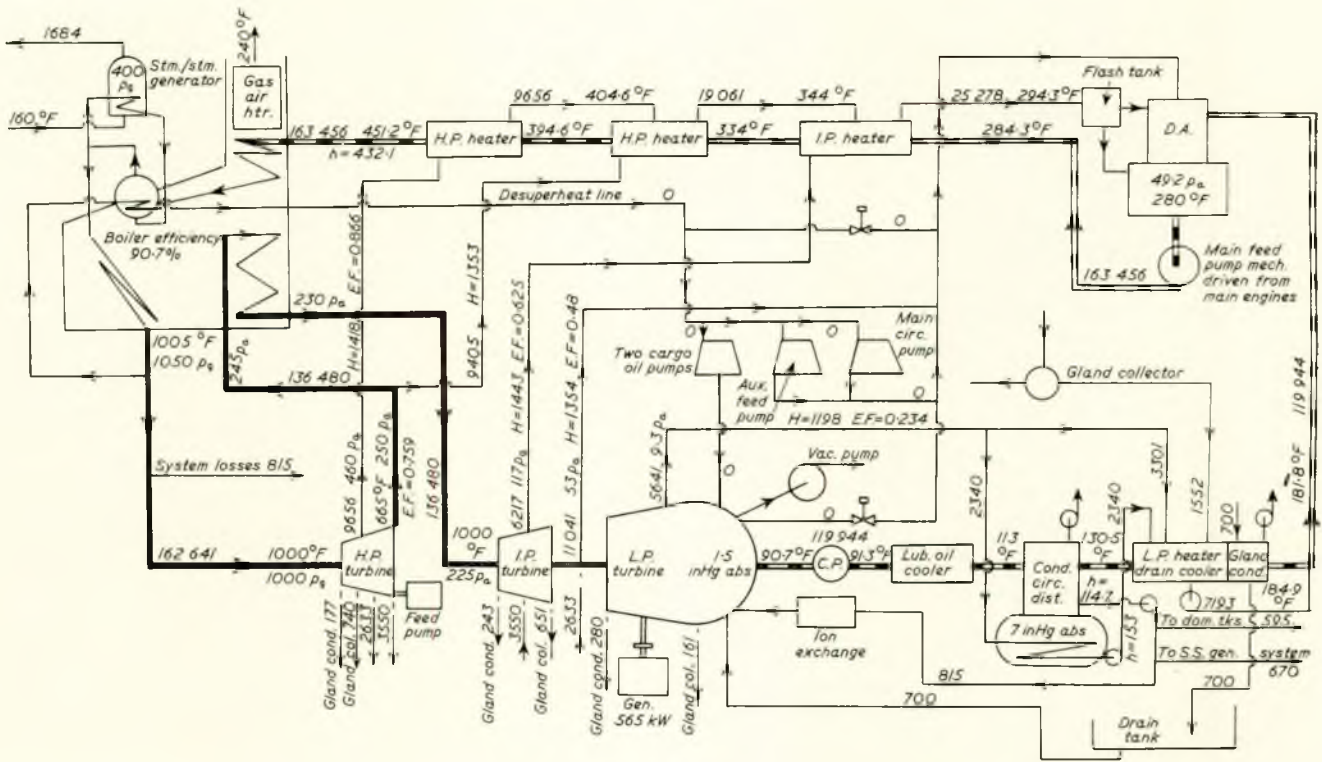 1684
Stm./stm. generator
400 pg
160°F
240°F
Gas air htr.
163 456
451.2°F
h=432·1
H.P. heater
9656
404·6°F
394·6°F
H.P. heater
19 061
344°F
334°F
I.P. heater
25 278
294·3°F
284·3°F
Flash tank
D.A.
49·2 pa
280°F
Main feed pump mech. driven from main engines
163 456
119 944
181·8°F
Desuperheat line
0
0
0
Boiler efficiency 90·7%
1005°F
1050 pg
245 pa
230 pa
136 480
H=1418
E.F.=0·866
9405
H=1353
H=1443
E.F.=0·625
H=1354
E.F.=0·48
0
0
Two cargo oil pumps
Aux. feed pump
Main circ. pump
0
Gland collector
H=1198
E.F.=0·234
System losses 815
9656
460 pa
665°F
250 pa
E.F.=0·759
136 480
6217
117 pa
11 041
53 pa
5641
9·3 pa
0
Vac. pump
0
2340
3301
1552
2340
700
162 641
1000°F
1000 pg
H.P. turbine
Feed pump
1000 °F
225 pa
I.P. turbine
L.P. turbine
1·5 inHg abs
119 944
90·7°F
C.P.
91·3°F
Lub. oil cooler
113 °F
Cond. circ. dist.
130·5 °F
h= 114·7
L.P. heater drain cooler
Gland cond.
184·9 °F
7193
7 inHg abs
h=153
To dom. tks.
595
To S.S. gen. system
670
Ion exchange
815
700
700
Drain tank
Gland cond. 177
Gland col. 740
2633
3550
Gland cond. 243
3550
Gland col. 651
2633
Gland cond. 280
Gen. 565 kW
Gland col. 161